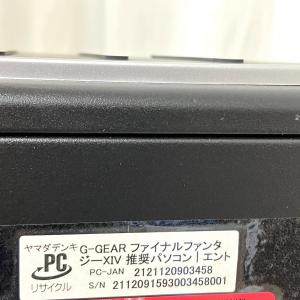 ヤマダデンキ
PC
リサイクル
G-GEAR ファイナルファンタ
ジーXIV 推奨パソコン | エント
PC-JAN 2121120903458
S/N 2112091593003458001